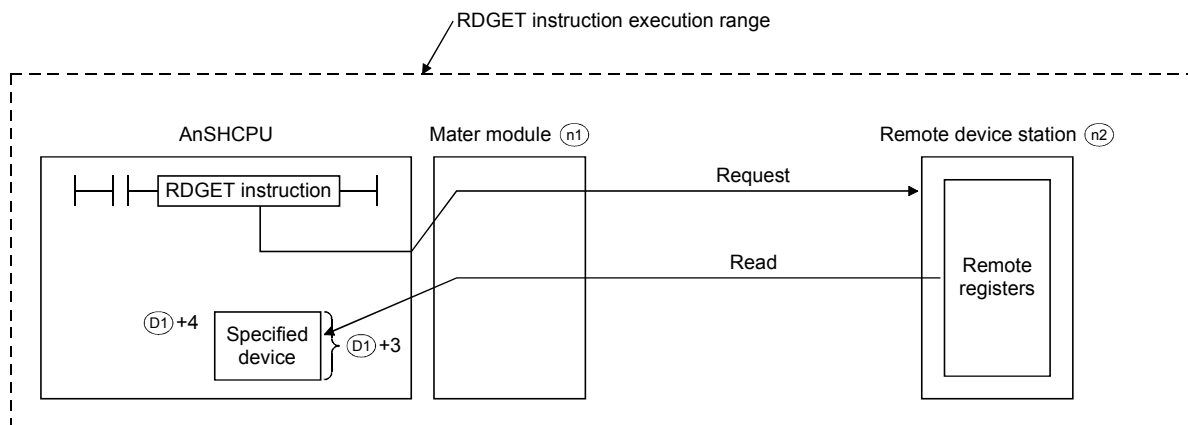 RDGET instruction execution range
AnSHCPU
Mater module n1
Remote device station n2
RDGET instruction
Request
Read
Remote
registers
D1 +4
Specified
device
D1 +3